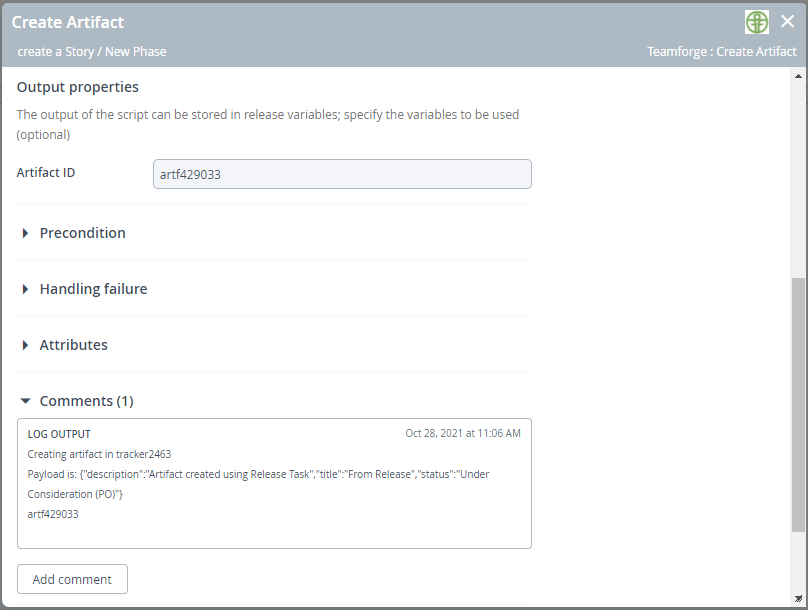 Create Artifact
create a Story / New Phase
Teamforge : Create Artifact
Output properties
The output of the script can be stored in release variables; specify the variables to be used
(optional)
Artifact ID
artf429033
Precondition
Handling failure
Attributes
Comments (1)
LOG OUTPUT
Oct 28, 2021 at 11:06 AM
Creating artifact in tracker2463
Payload is: {"description":"Artifact created using Release Task","title":"From Release","status":"Under
Consideration (PO)"}
artf429033
Add comment